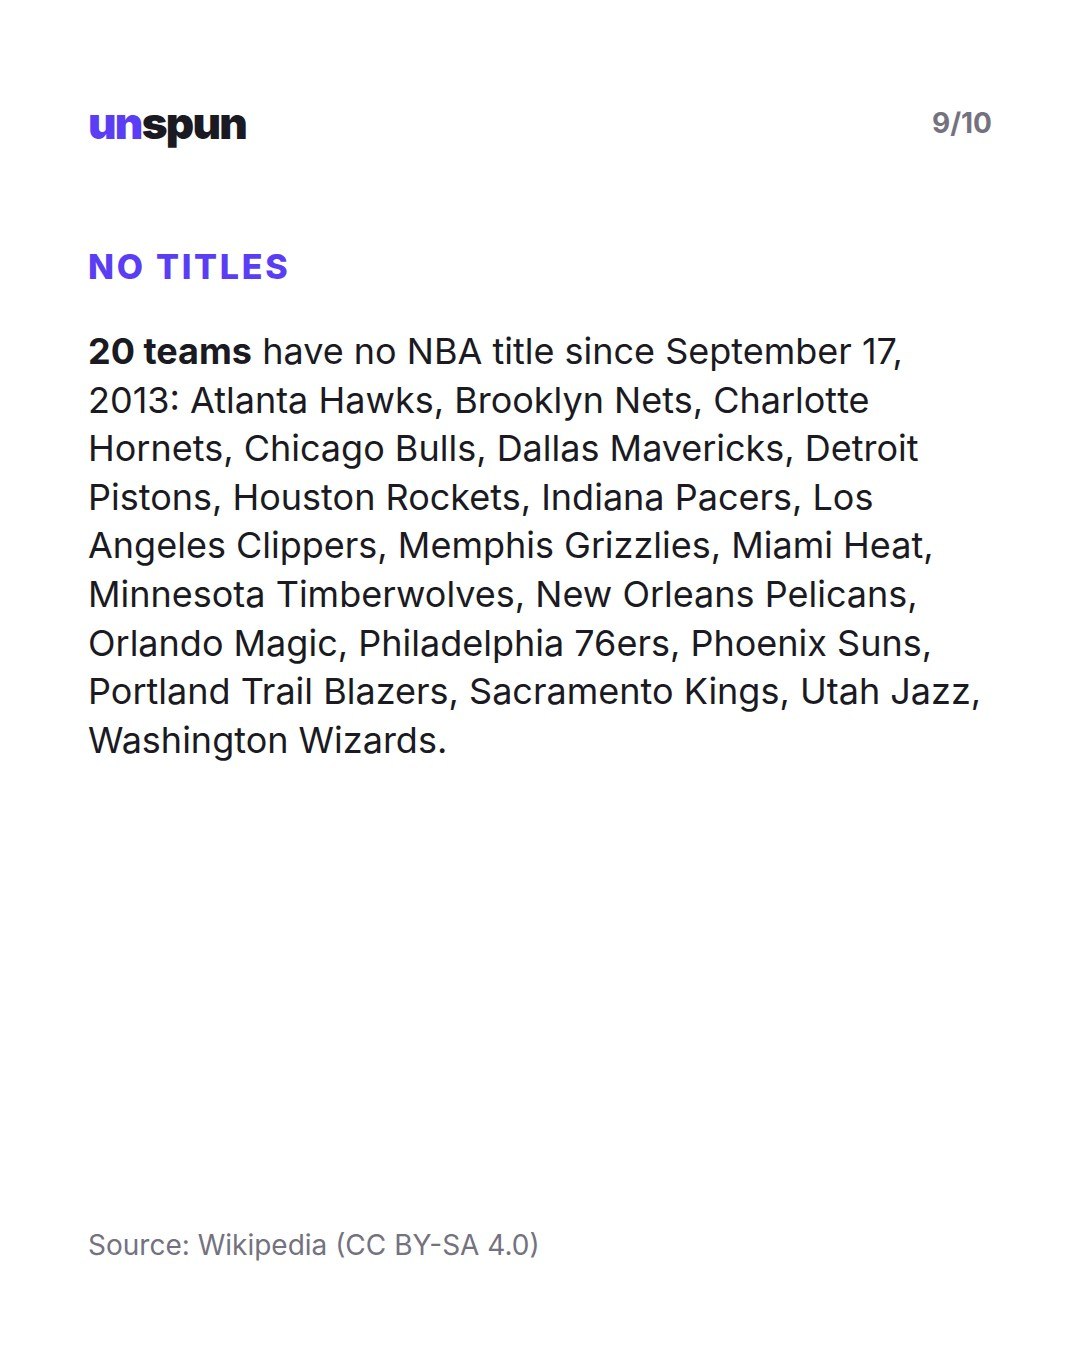 unspun
9/10
NO TITLES
20 teams have no NBA title since September 17,
2013: Atlanta Hawks, Brooklyn Nets, Charlotte
Hornets, Chicago Bulls, Dallas Mavericks, Detroit
Pistons, Houston Rockets, Indiana Pacers, Los
Angeles Clippers, Memphis Grizzlies, Miami Heat,
Minnesota Timberwolves, New Orleans Pelicans,
Orlando Magic, Philadelphia 76ers, Phoenix Suns,
Portland Trail Blazers, Sacramento Kings, Utah Jazz,
Washington Wizards.
Source: Wikipedia (CC BY-SA 4.0)